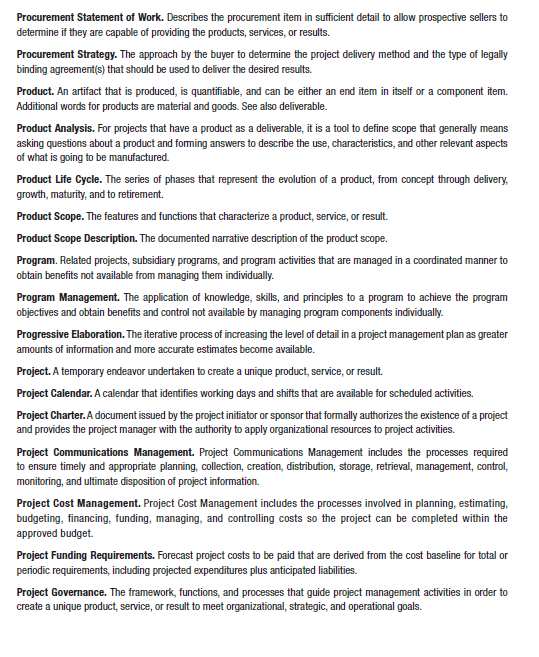 Procurement Statement of Work. Describes the procurement item in sufficient detail to allow prospective sellers to
determine if they are capable of providing the products, services, or results.
Procurement Strategy. The approach by the buyer to determine the project delivery method and the type of legally
binding agreement(s) that should be used to deliver the desired results.
Product. An artifact that is produced, is quantifiable, and can be either an end item in itself or a component item.
Additional words for products are material and goods. See also deliverable.
Product Analysis. For projects that have a product as a deliverable, it is a tool to define scope that generally means
asking questions about a product and forming answers to describe the use, characteristics, and other relevant aspects
of what is going to be manufactured.
Product Life Cycle. The series of phases that represent the evolution of a product, from concept through delivery,
growth, maturity, and to retirement.
Product Scope. The features and functions that characterize a product, service, or result.
Product Scope Description. The documented narrative description of the product scope.
Program. Related projects, subsidiary programs, and program activities that are managed in a coordinated manner to
obtain benefits not available from managing them individually.
Program Management. The application of knowledge, skills, and principles to a program to achieve the program
objectives and obtain benefits and control not available by managing program components individually.
Progressive Elaboration. The iterative process of increasing the level of detail in a project management plan as greater
amounts of information and more accurate estimates become available.
Project. A temporary endeavor undertaken to create a unique product, service, or result.
Project Calendar. A calendar that identifies working days and shifts that are available for scheduled activities.
Project Charter. A document issued by the project initiator or sponsor that formally authorizes the existence of a project
and provides the project manager with the authority to apply organizational resources to project activities.
Project Communications Management. Project Communications Management includes the processes required
to ensure timely and appropriate planning, collection, creation, distribution, storage, retrieval, management, control,
monitoring, and ultimate disposition of project information.
Project Cost Management. Project Cost Management includes the processes involved in planning, estimating,
budgeting, financing, funding, managing, and controlling costs so the project can be completed within the
approved budget.
Project Funding Requirements. Forecast project costs to be paid that are derived from the cost baseline for total or
periodic requirements, including projected expenditures plus anticipated liabilities.
Project Governance. The framework, functions, and processes that guide project management activities in order to
create a unique product, service, or result to meet organizational, strategic, and operational goals.